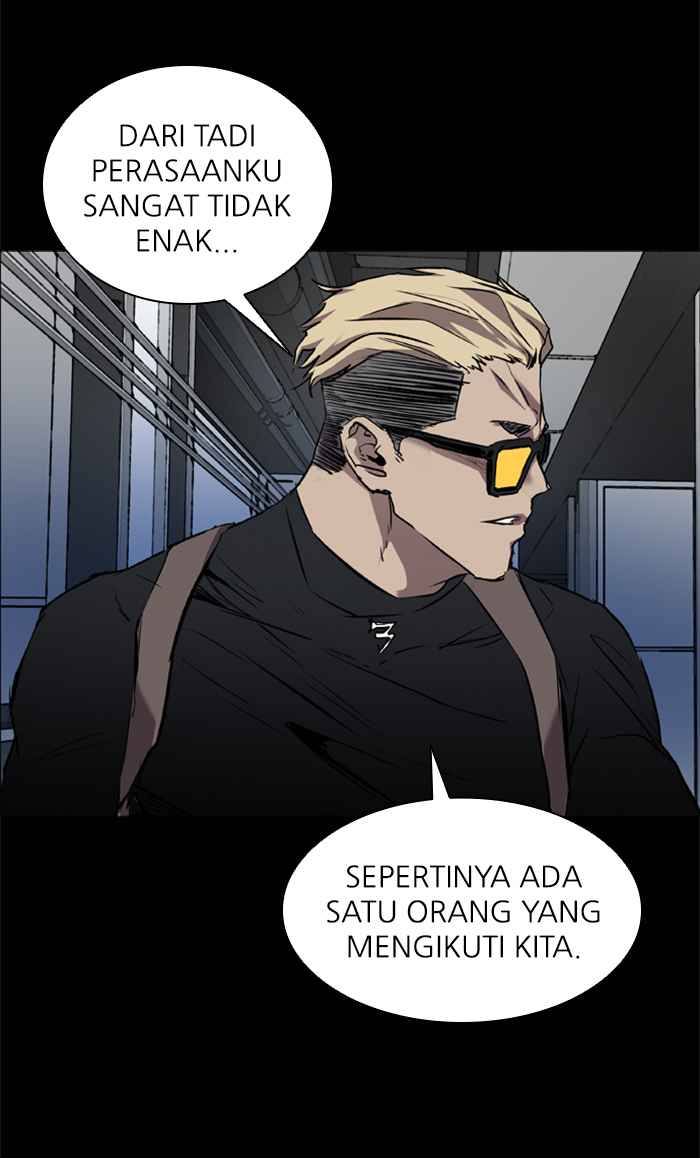 DARI TADI
PERASAANKU
SANGAT TIDAK
ENAK...
SEPERTINYA ADA
SATU ORANG YANG
MENGIKUTI KITA.